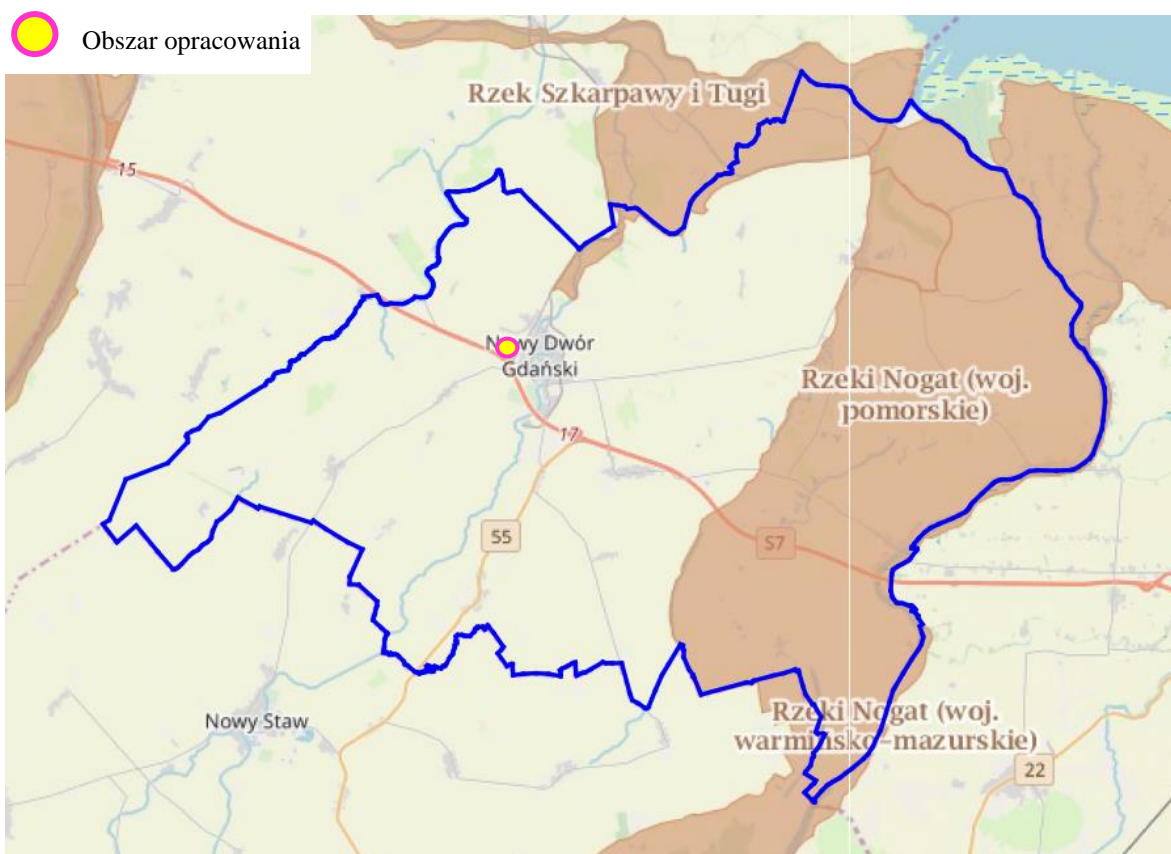 Obszar opracowania
Rzek Szkarpawy i Tugi
15
Nowy Dwór
Gdański
Rzeki Nogat (woj.
pomorskie)
17
55
S7
Nowy Staw
Rzeki Nogat (woj.
warmińsko-mazurskie)
22